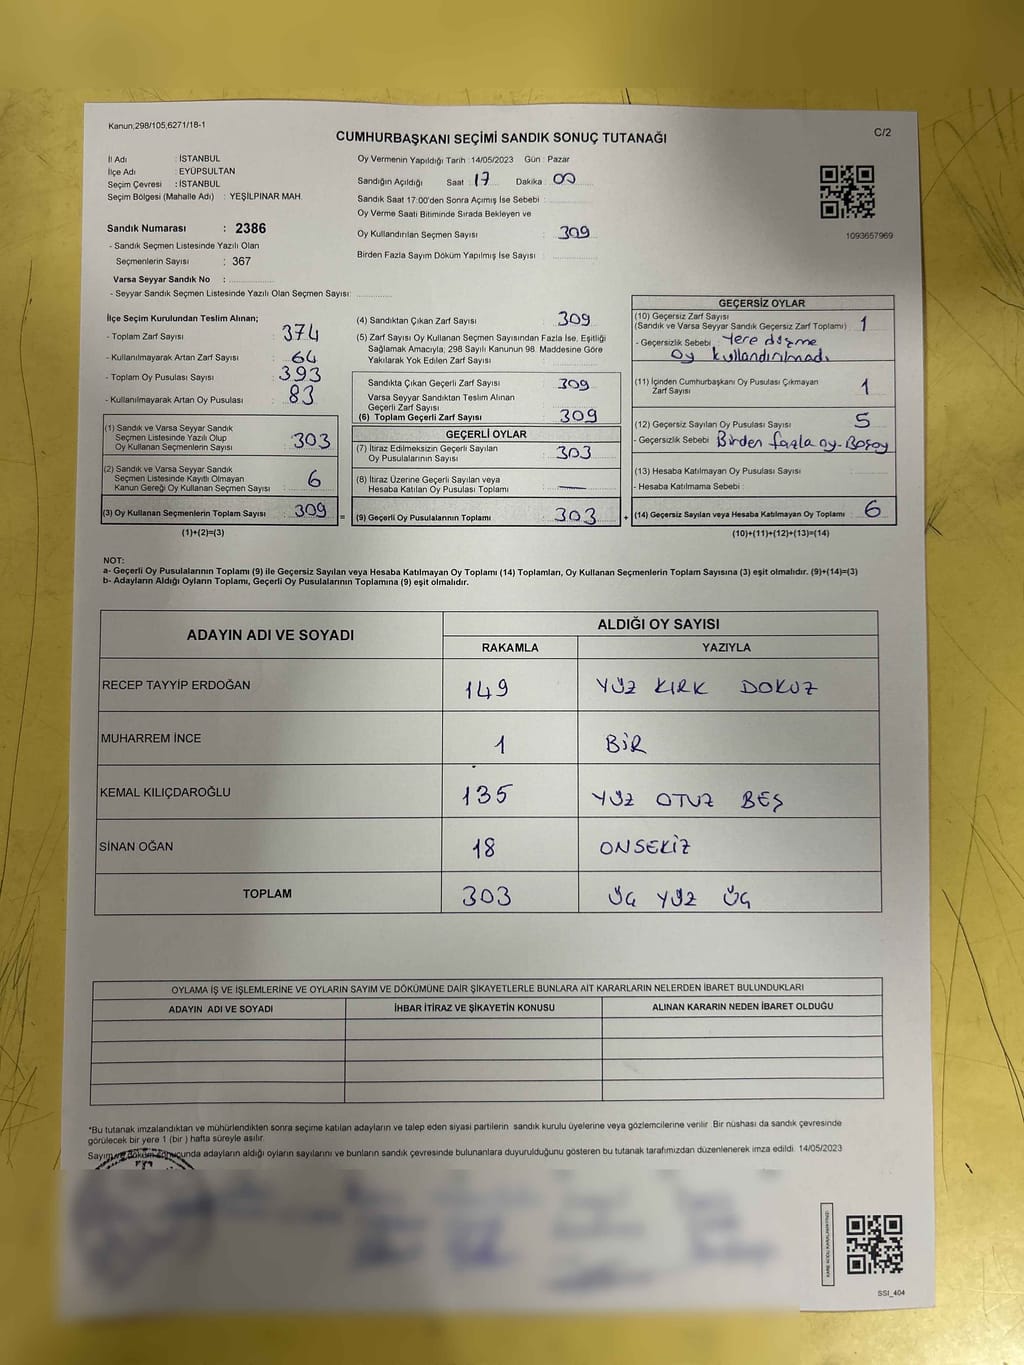 Kanun,298/105,6271/18-1
CUMHURBAŞKANI SEÇİMİ SANDIK SONUÇ TUTANAĞI
C/2
İl Adı : İSTANBUL
İlçe Adı : EYÜPSULTAN
Seçim Çevresi : İSTANBUL
Seçim Bölgesi (Mahalle Adı) : YEŞİLPINAR MAH.
Sandık Numarası : 2386
- Sandık Seçmen Listesinde Yazılı Olan
Seçmenlerin Sayısı : 367
Varsa Seyyar Sandık No :
- Seyyar Sandık Seçmen Listesinde Yazılı Olan Seçmen Sayısı:
Oy Vermenin Yapıldığı Tarih : 14/05/2023 Gün : Pazar
Sandığın Açıldığı Saat : 17 Dakika : 00
Sandık Saat 17:00'den Sonra Açımış İse Sebebi :
Oy Verme Saati Bitiminde Sırada Bekleyen ve
Oy Kullandırılan Seçmen Sayısı : 309
Birden Fazla Sayım Döküm Yapılmış İse Sayısı :
1093657969
İlçe Seçim Kurulundan Teslim Alınan;
- Toplam Zarf Sayısı : 374
- Kullanılmayarak Artan Zarf Sayısı : 64
- Toplam Oy Pusulası Sayısı : 393
- Kullanılmayarak Artan Oy Pusulası : 83
(1) Sandık ve Varsa Seyyar Sandık
Seçmen Listesinde Yazılı Olup
Oy Kullanan Seçmenlerin Sayısı : 303
(2) Sandık ve Varsa Seyyar Sandık
Seçmen Listesinde Kayıtlı Olmayan
Kanun Gereği Oy Kullanan Seçmen Sayısı : 6
(3) Oy Kullanan Seçmenlerin Toplam Sayısı : 309 =
(1)+(2)=(3)
(4) Sandıktan Çıkan Zarf Sayısı : 309
(5) Zarf Sayısı Oy Kullanan Seçmen Sayısından Fazla İse, Eşitliği
Sağlamak Amacıyla; 298 Sayılı Kanunun 98. Maddesine Göre
Yakılarak Yok Edilen Zarf Sayısı :
Sandıkta Çıkan Geçerli Zarf Sayısı : 309
Varsa Seyyar Sandıktan Teslim Alınan
Geçerli Zarf Sayısı :
(6) Toplam Geçerli Zarf Sayısı : 309
GEÇERLİ OYLAR
(7) İtiraz Edilmeksizin Geçerli Sayılan
Oy Pusulalarının Sayısı : 303
(8) İtiraz Üzerine Geçerli Sayılan veya
Hesaba Katılan Oy Pusulası Toplamı : —
(9) Geçerli Oy Pusulalarının Toplamı : 303 +
GEÇERSİZ OYLAR
(10) Geçersiz Zarf Sayısı
(Sandık ve Varsa Seyyar Sandık Geçersiz Zarf Toplamı) : 1
- Geçersizlik Sebebi : Yere düşme
oy kullandırılmadı
(11) İçinden Cumhurbaşkanı Oy Pusulası Çıkmayan
Zarf Sayısı : 1
(12) Geçersiz Sayılan Oy Pusulası Sayısı : 5
- Geçersizlik Sebebi : Birden fazla oy-Boşoy
(13) Hesaba Katılmayan Oy Pusulası Sayısı :
- Hesaba Katılmama Sebebi :
(14) Geçersiz Sayılan veya Hesaba Katılmayan Oy Toplamı : 6
(10)+(11)+(12)+(13)=(14)
NOT:
a- Geçerli Oy Pusulalarının Toplamı (9) ile Geçersiz Sayılan veya Hesaba Katılmayan Oy Toplamı (14) Toplamları, Oy Kullanan Seçmenlerin Toplam Sayısına (3) eşit olmalıdır. (9)+(14)=(3)
b- Adayların Aldığı Oyların Toplamı, Geçerli Oy Pusulalarının Toplamına (9) eşit olmalıdır.
ADAYIN ADI VE SOYADI
ALDIĞI OY SAYISI
RAKAMLA YAZIYLA
RECEP TAYYİP ERDOĞAN 149 YÜZ KIRK DOKUZ
MUHARREM İNCE 1 BİR
KEMAL KILIÇDAROĞLU 135 YÜZ OTUZ BEŞ
SİNAN OĞAN 18 ONSEKİZ
TOPLAM 303 ÜÇ YÜZ ÜÇ
OYLAMA İŞ VE İŞLEMLERİNE VE OYLARIN SAYIM VE DÖKÜMÜNE DAİR ŞİKAYETLERLE BUNLARA AİT KARARLARIN NELERDEN İBARET BULUNDUKLARI
ADAYIN ADI VE SOYADI İHBAR İTİRAZ VE ŞİKAYETİN KONUSU ALINAN KARARIN NEDEN İBARET OLDUĞU
*Bu tutanak imzalandıktan ve mühürlendikten sonra seçime katılan adayların ve talep eden siyasi partilerin sandık kurulu üyelerine veya gözlemcilerine verilir. Bir nüshası da sandık çevresinde
görülecek bir yere 1 (bir ) hafta süreyle asılır.
Sayım ve döküm sonucunda adayların aldığı oyların sayılarını ve bunların sandık çevresinde bulunanlara duyurulduğunu gösteren bu tutanak tarafımızdan düzenlenerek imza edildi. 14/05/2023
SSI_404